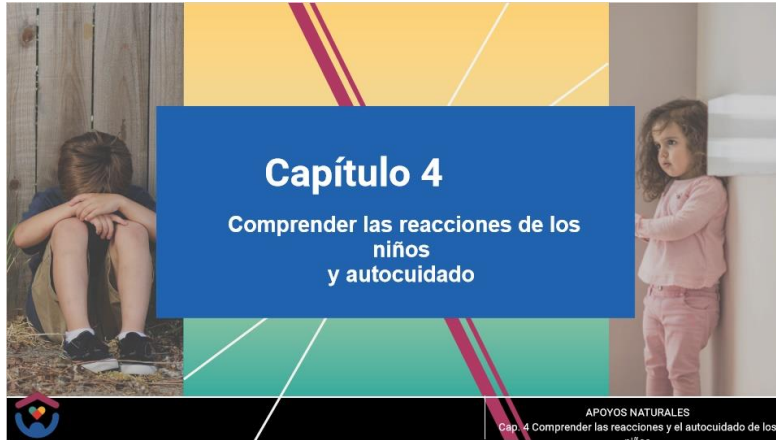 Capítulo 4
Comprender las reacciones de los
niños
y autocuidado
APOYOS NATURALES
Cap. 4 Comprender las reacciones y el autocuidado de los
niños